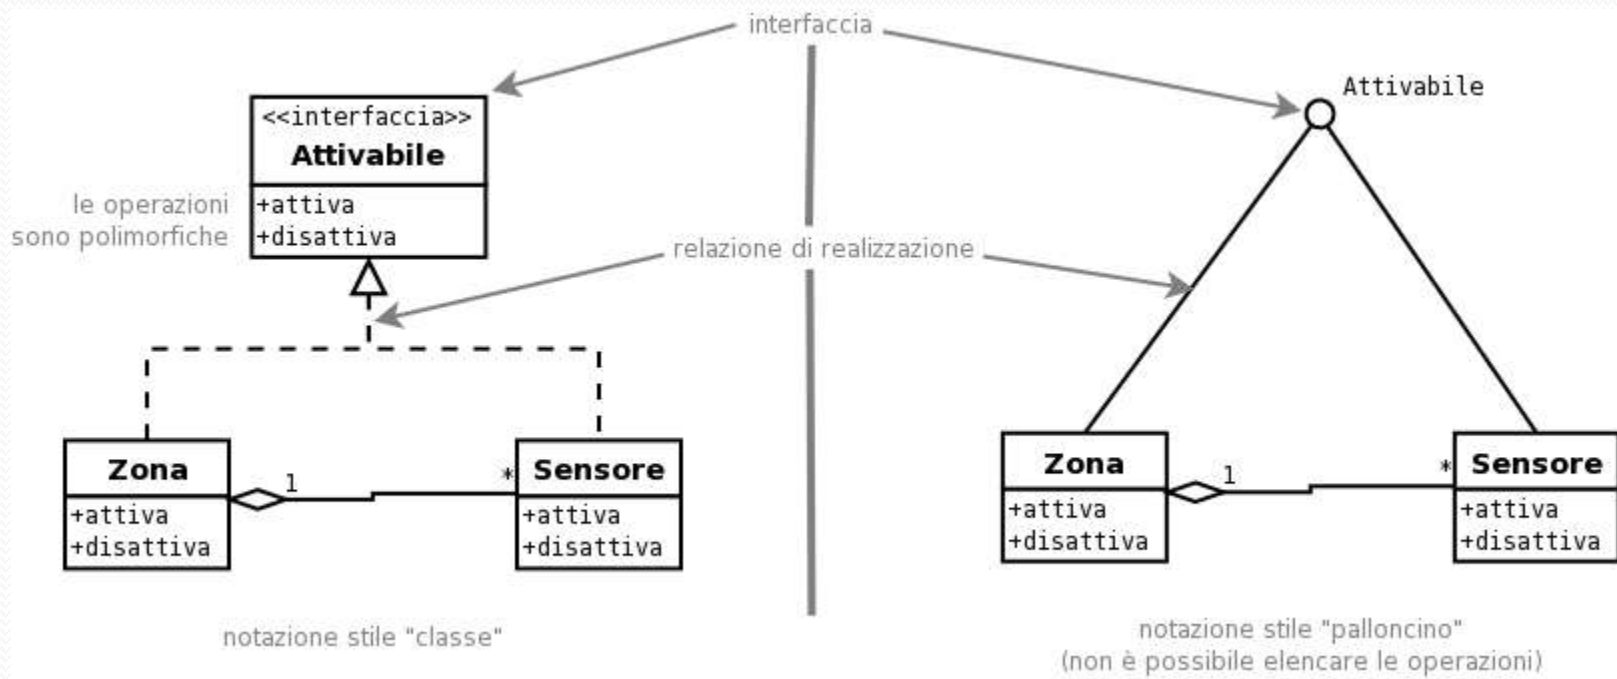 interfaccia
<<interfaccia>>
Attivabile
+attiva
+disattiva
le operazioni
sono polimorfiche
relazione di realizzazione
Zona
+attiva
+disattiva
1
*
Sensore
+attiva
+disattiva
notazione stile "classe"
Attivabile
Zona
+attiva
+disattiva
1
*
Sensore
+attiva
+disattiva
notazione stile "palloncino"
(non è possibile elencare le operazioni)